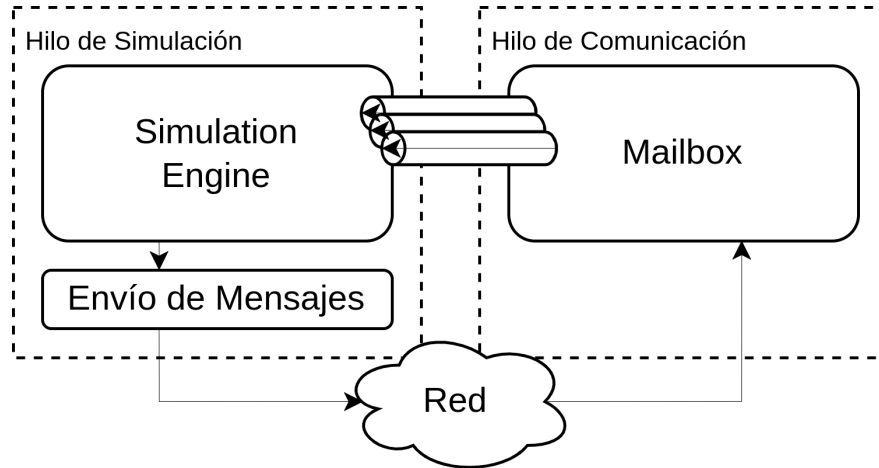 Hilo de Simulación
Hilo de Comunicación
Simulation
Engine
Mailbox
Envío de Mensajes
Red